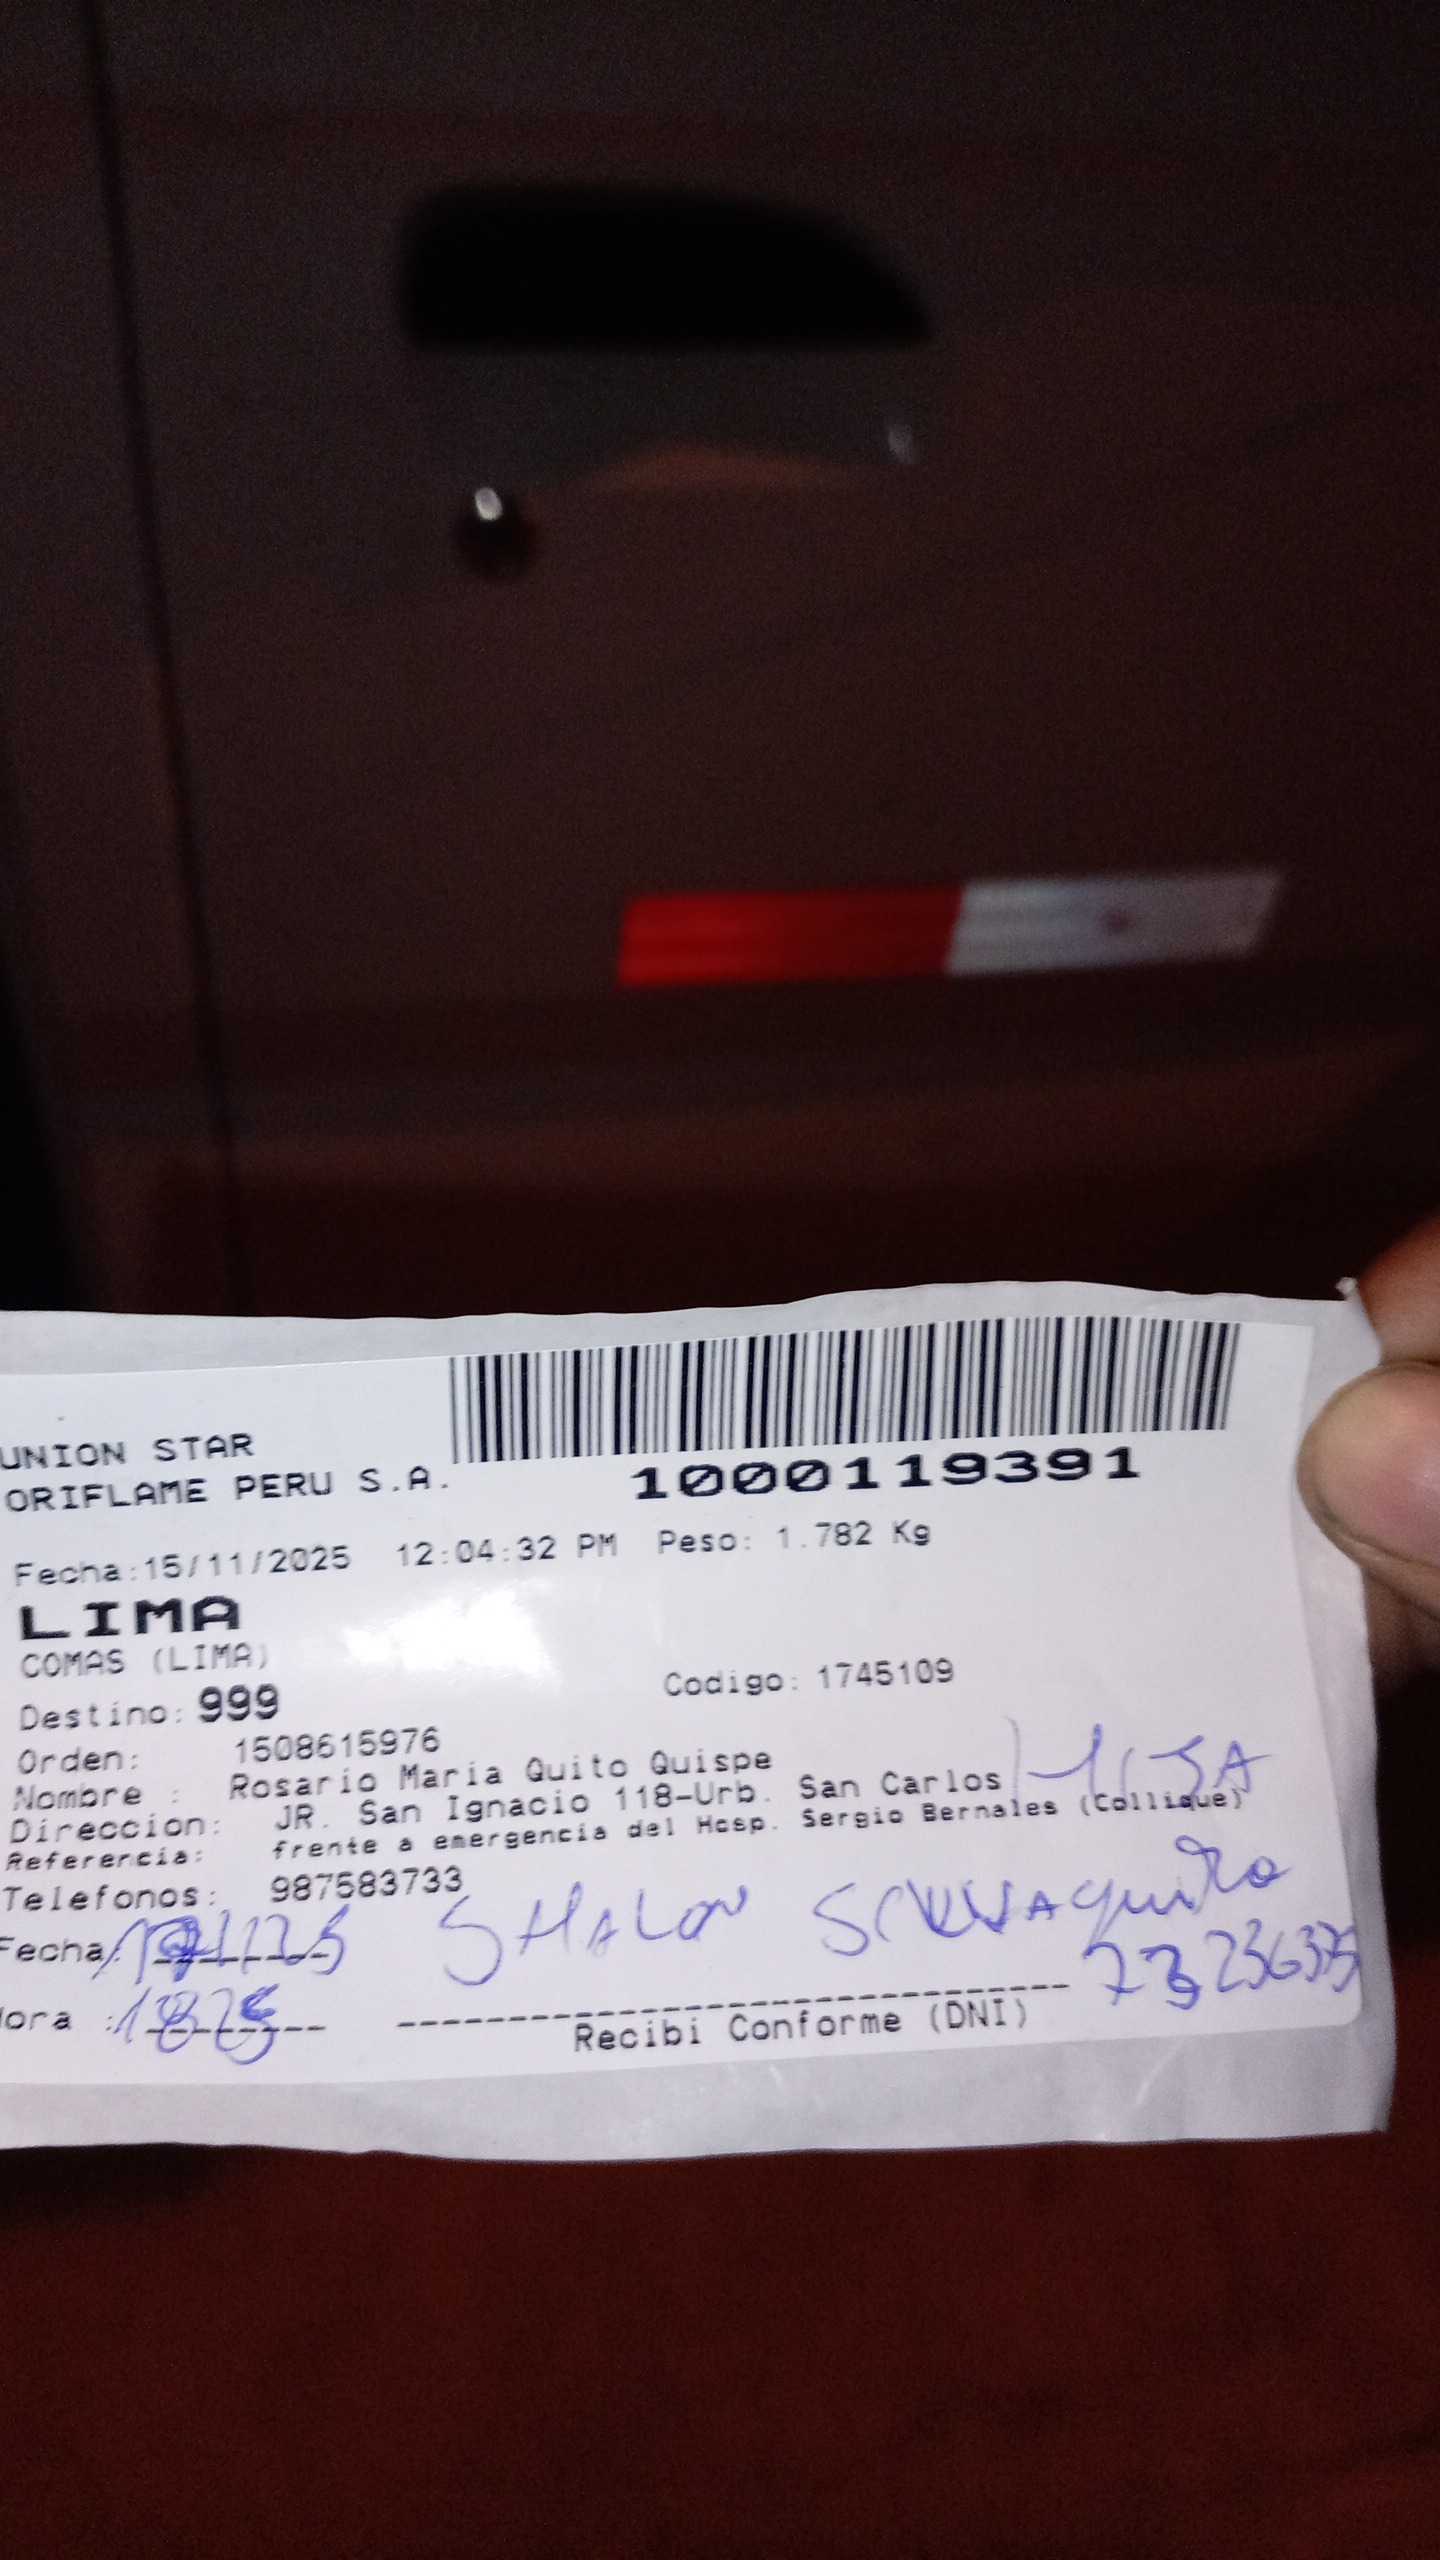 UNION STAR
ORIFLAME PERU S.A.
1000119391
Fecha:15/11/2025 12:04:32 PM Peso: 1.782 Kg
LIMA
COMAS (LIMA)
Destino: 999 Codigo: 1745109
Orden: 1508615976
Nombre : Rosario Maria Quito Quispe
Direccion: JR. San Ignacio 118-Urb. San Carlos
Referencia: frente a emergencia del Hosp. Sergio Bernales (Collique)
Telefonos: 987583733
Fecha: SHALON
Hora :
Recibi Conforme (DNI)